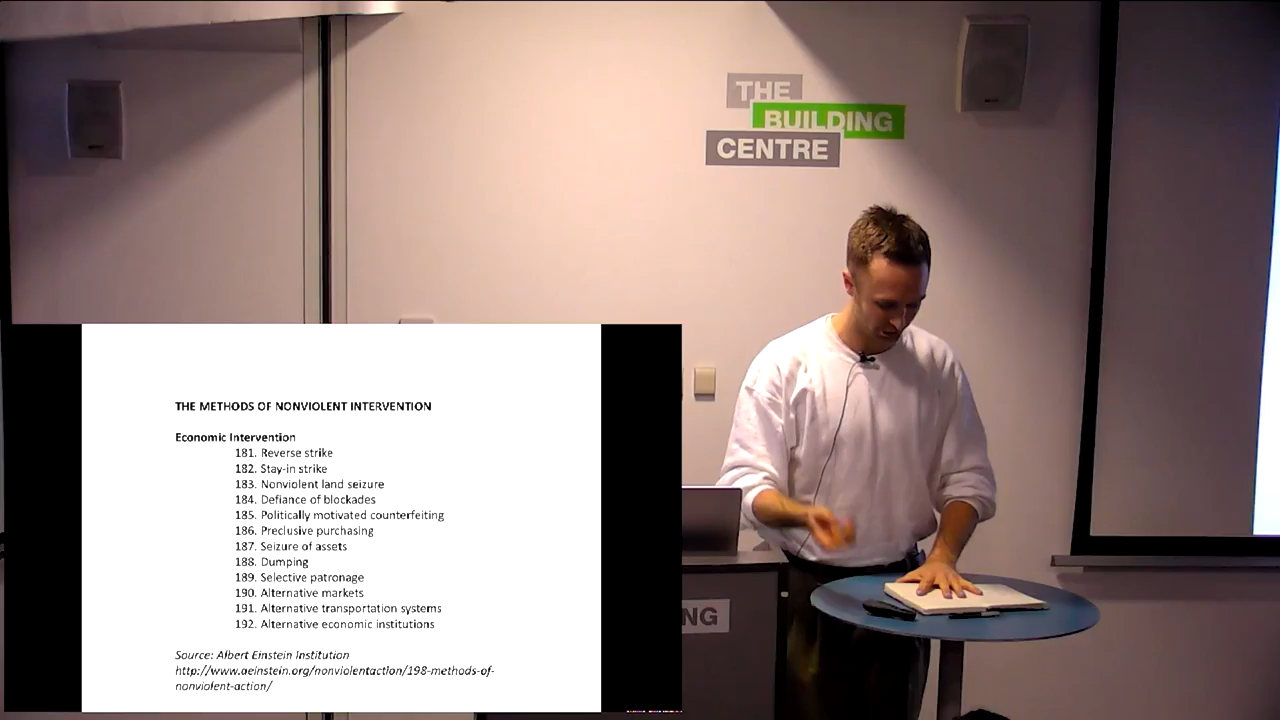 THE
BUILDING
CENTRE
THE METHODS OF NONVIOLENT INTERVENTION
Economic Intervention
181. Reverse strike
182. Stay-in strike
183. Nonviolent land seizure
184. Defiance of blockades
185. Politically motivated counterfeiting
186. Preclusive purchasing
187. Seizure of assets
188. Dumping
189. Selective patronage
190. Alternative markets
191. Alternative transportation systems
192. Alternative economic institutions
Source: Albert Einstein Institution
http://www.aeinstein.org/nonviolentaction/198-methods-of-
nonviolent-action/
NG